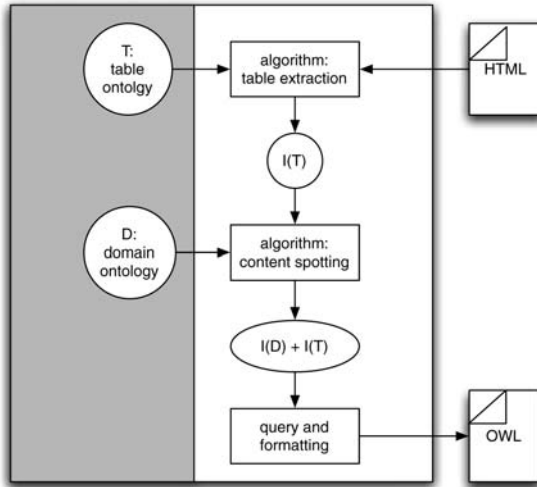 T:
table
ontolgy
algorithm:
table extraction
HTML
I(T)
D:
domain
ontology
algorithm:
content spotting
I(D) + I(T)
query and
formatting
OWL